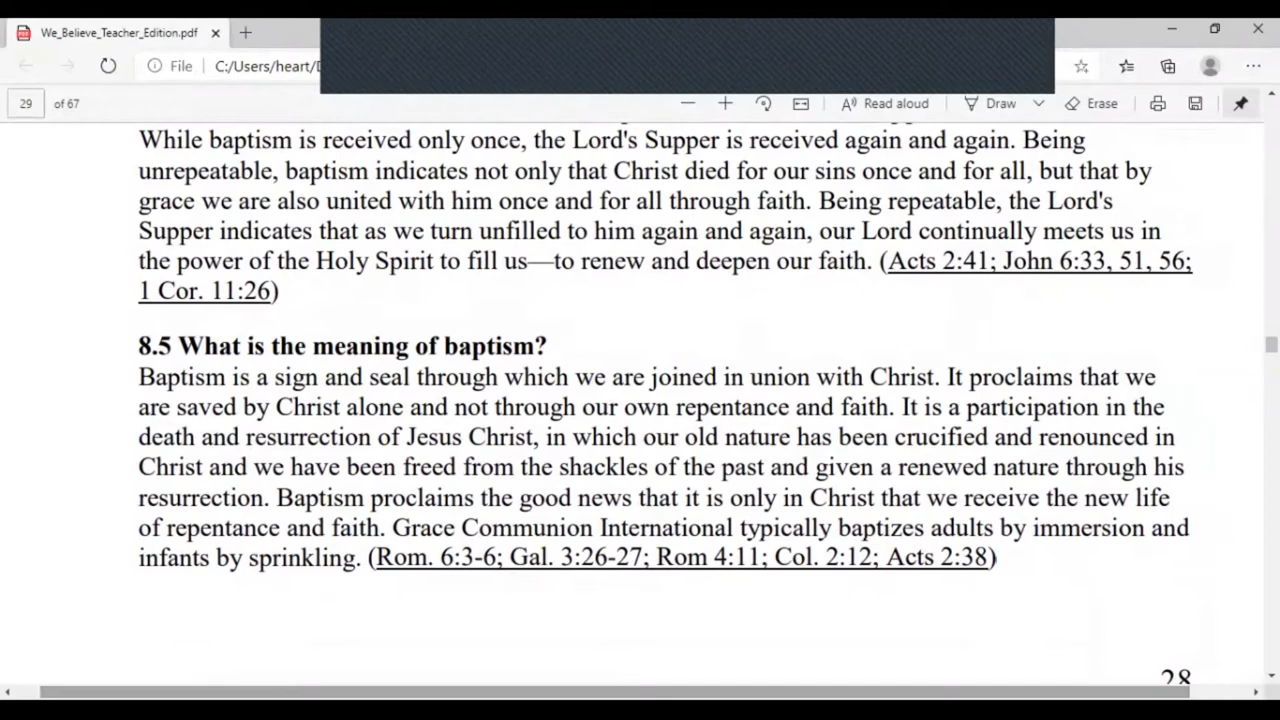 We_Believe_Teacher_Edition.pdf
File C:/Users/heart/
29 of 67 Read aloud Draw Erase
While baptism is received only once, the Lord's Supper is received again and again. Being
unrepeatable, baptism indicates not only that Christ died for our sins once and for all, but that by
grace we are also united with him once and for all through faith. Being repeatable, the Lord's
Supper indicates that as we turn unfilled to him again and again, our Lord continually meets us in
the power of the Holy Spirit to fill us—to renew and deepen our faith. (Acts 2:41; John 6:33, 51, 56;
1 Cor. 11:26)
8.5 What is the meaning of baptism?
Baptism is a sign and seal through which we are joined in union with Christ. It proclaims that we
are saved by Christ alone and not through our own repentance and faith. It is a participation in the
death and resurrection of Jesus Christ, in which our old nature has been crucified and renounced in
Christ and we have been freed from the shackles of the past and given a renewed nature through his
resurrection. Baptism proclaims the good news that it is only in Christ that we receive the new life
of repentance and faith. Grace Communion International typically baptizes adults by immersion and
infants by sprinkling. (Rom. 6:3-6; Gal. 3:26-27; Rom 4:11; Col. 2:12; Acts 2:38)
28